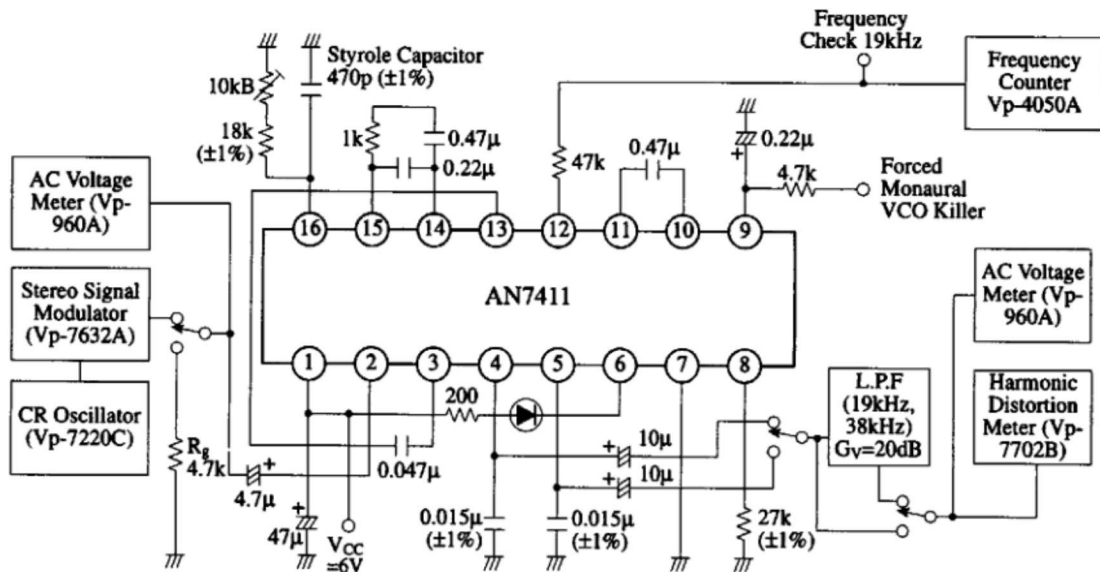 Frequency
Check 19kHz
Styrole Capacitor
470p (±1%)
10kB
18k
(±1%)
1k
0.47μ
0.22μ
47k
0.47μ
0.22μ
+
4.7k
Frequency
Counter
Vp-4050A
Forced
Monaural
VCO Killer
AC Voltage
Meter (Vp-
960A)
16
15
14
13
12
11
10
9
Stereo Signal
Modulator
(Vp-7632A)
AN7411
AC Voltage
Meter (Vp-
960A)
1
2
3
4
5
6
7
8
CR Oscillator
(Vp-7220C)
200
L.P.F
(19kHz,
38kHz)
Gv=20dB
Harmonic
Distortion
Meter (Vp-
7702B)
Rg
4.7k
+
4.7μ
0.047μ
+
10μ
+
10μ
+
47μ
VCC
=6V
0.015μ
(±1%)
0.015μ
(±1%)
27k
(±1%)